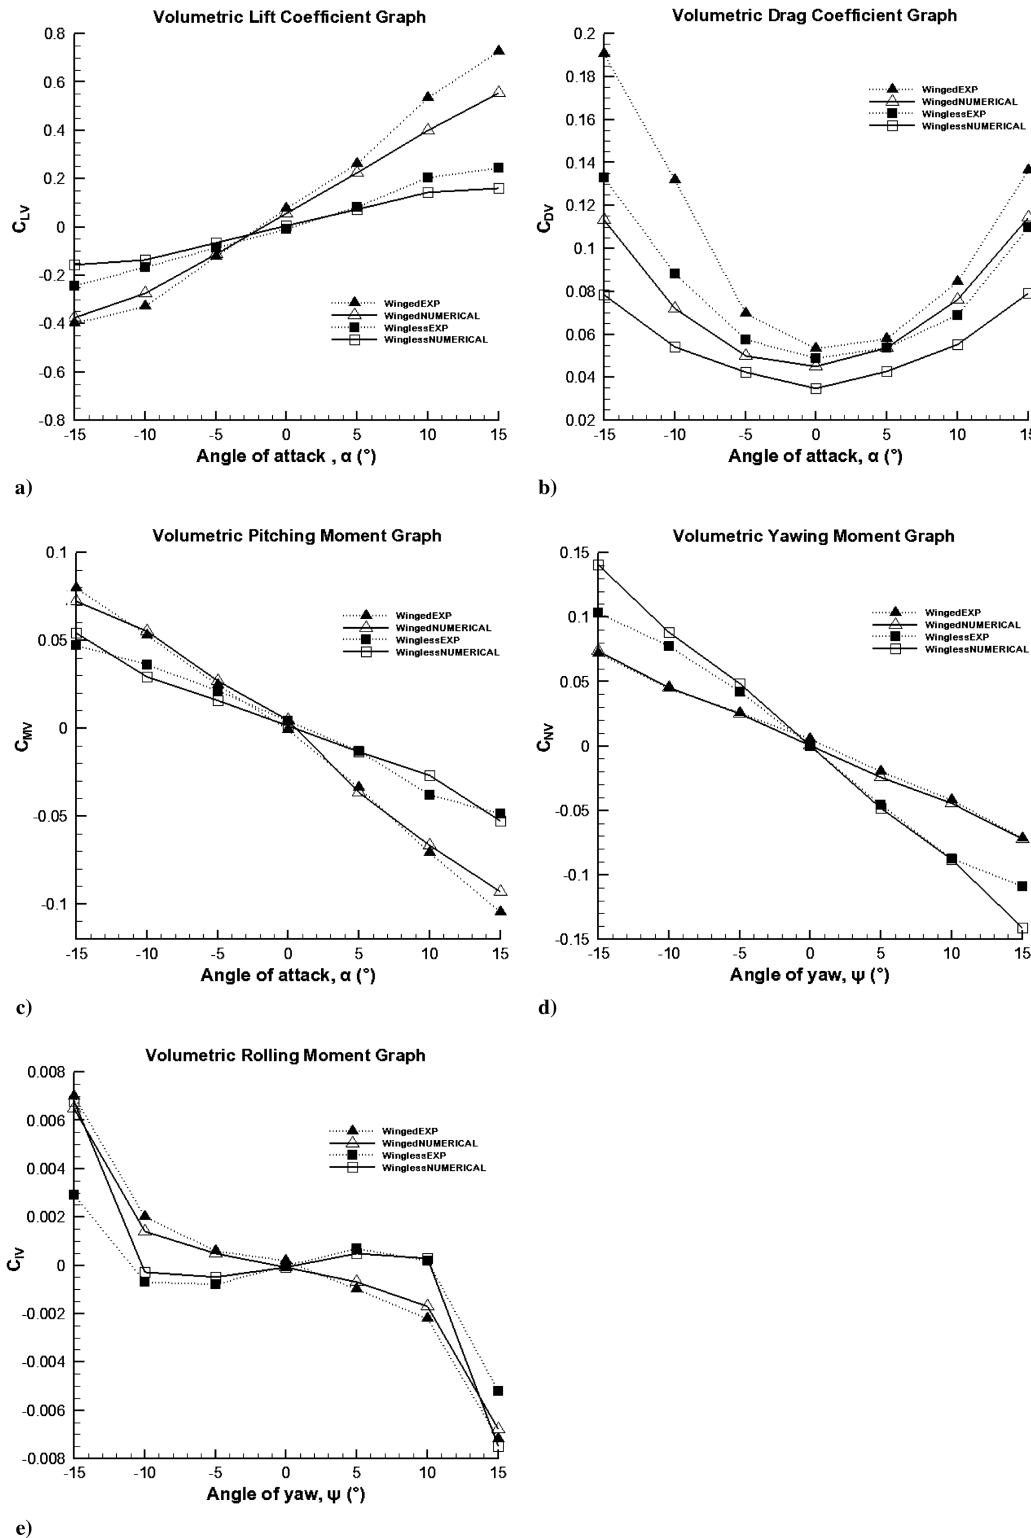 Volumetric Lift Coefficient Graph
0.8
0.6
0.4
0.2
0
-0.2
-0.4
-0.6
-0.8
C_LV
WingedEXP
WingedNUMERICAL
WinglessEXP
WinglessNUMERICAL
-15 -10 -5 0 5 10 15
Angle of attack , α (°)
a)
Volumetric Drag Coefficient Graph
0.2
0.18
0.16
0.14
0.12
0.1
0.08
0.06
0.04
0.02
C_DV
WingedEXP
WingedNUMERICAL
WinglessEXP
WinglessNUMERICAL
-15 -10 -5 0 5 10 15
Angle of attack, α (°)
b)
Volumetric Pitching Moment Graph
0.1
0.05
0
-0.05
-0.1
C_MV
WingedEXP
WingedNUMERICAL
WinglessEXP
WinglessNUMERICAL
-15 -10 -5 0 5 10 15
Angle of attack, α (°)
c)
Volumetric Yawing Moment Graph
0.15
0.1
0.05
0
-0.05
-0.1
-0.15
C_NV
WingedEXP
WingedNUMERICAL
WinglessEXP
WinglessNUMERICAL
-15 -10 -5 0 5 10 15
Angle of yaw, ψ (°)
d)
Volumetric Rolling Moment Graph
0.008
0.006
0.004
0.002
0
-0.002
-0.004
-0.006
-0.008
C_lV
WingedEXP
WingedNUMERICAL
WinglessEXP
WinglessNUMERICAL
-15 -10 -5 0 5 10 15
Angle of yaw, ψ (°)
e)